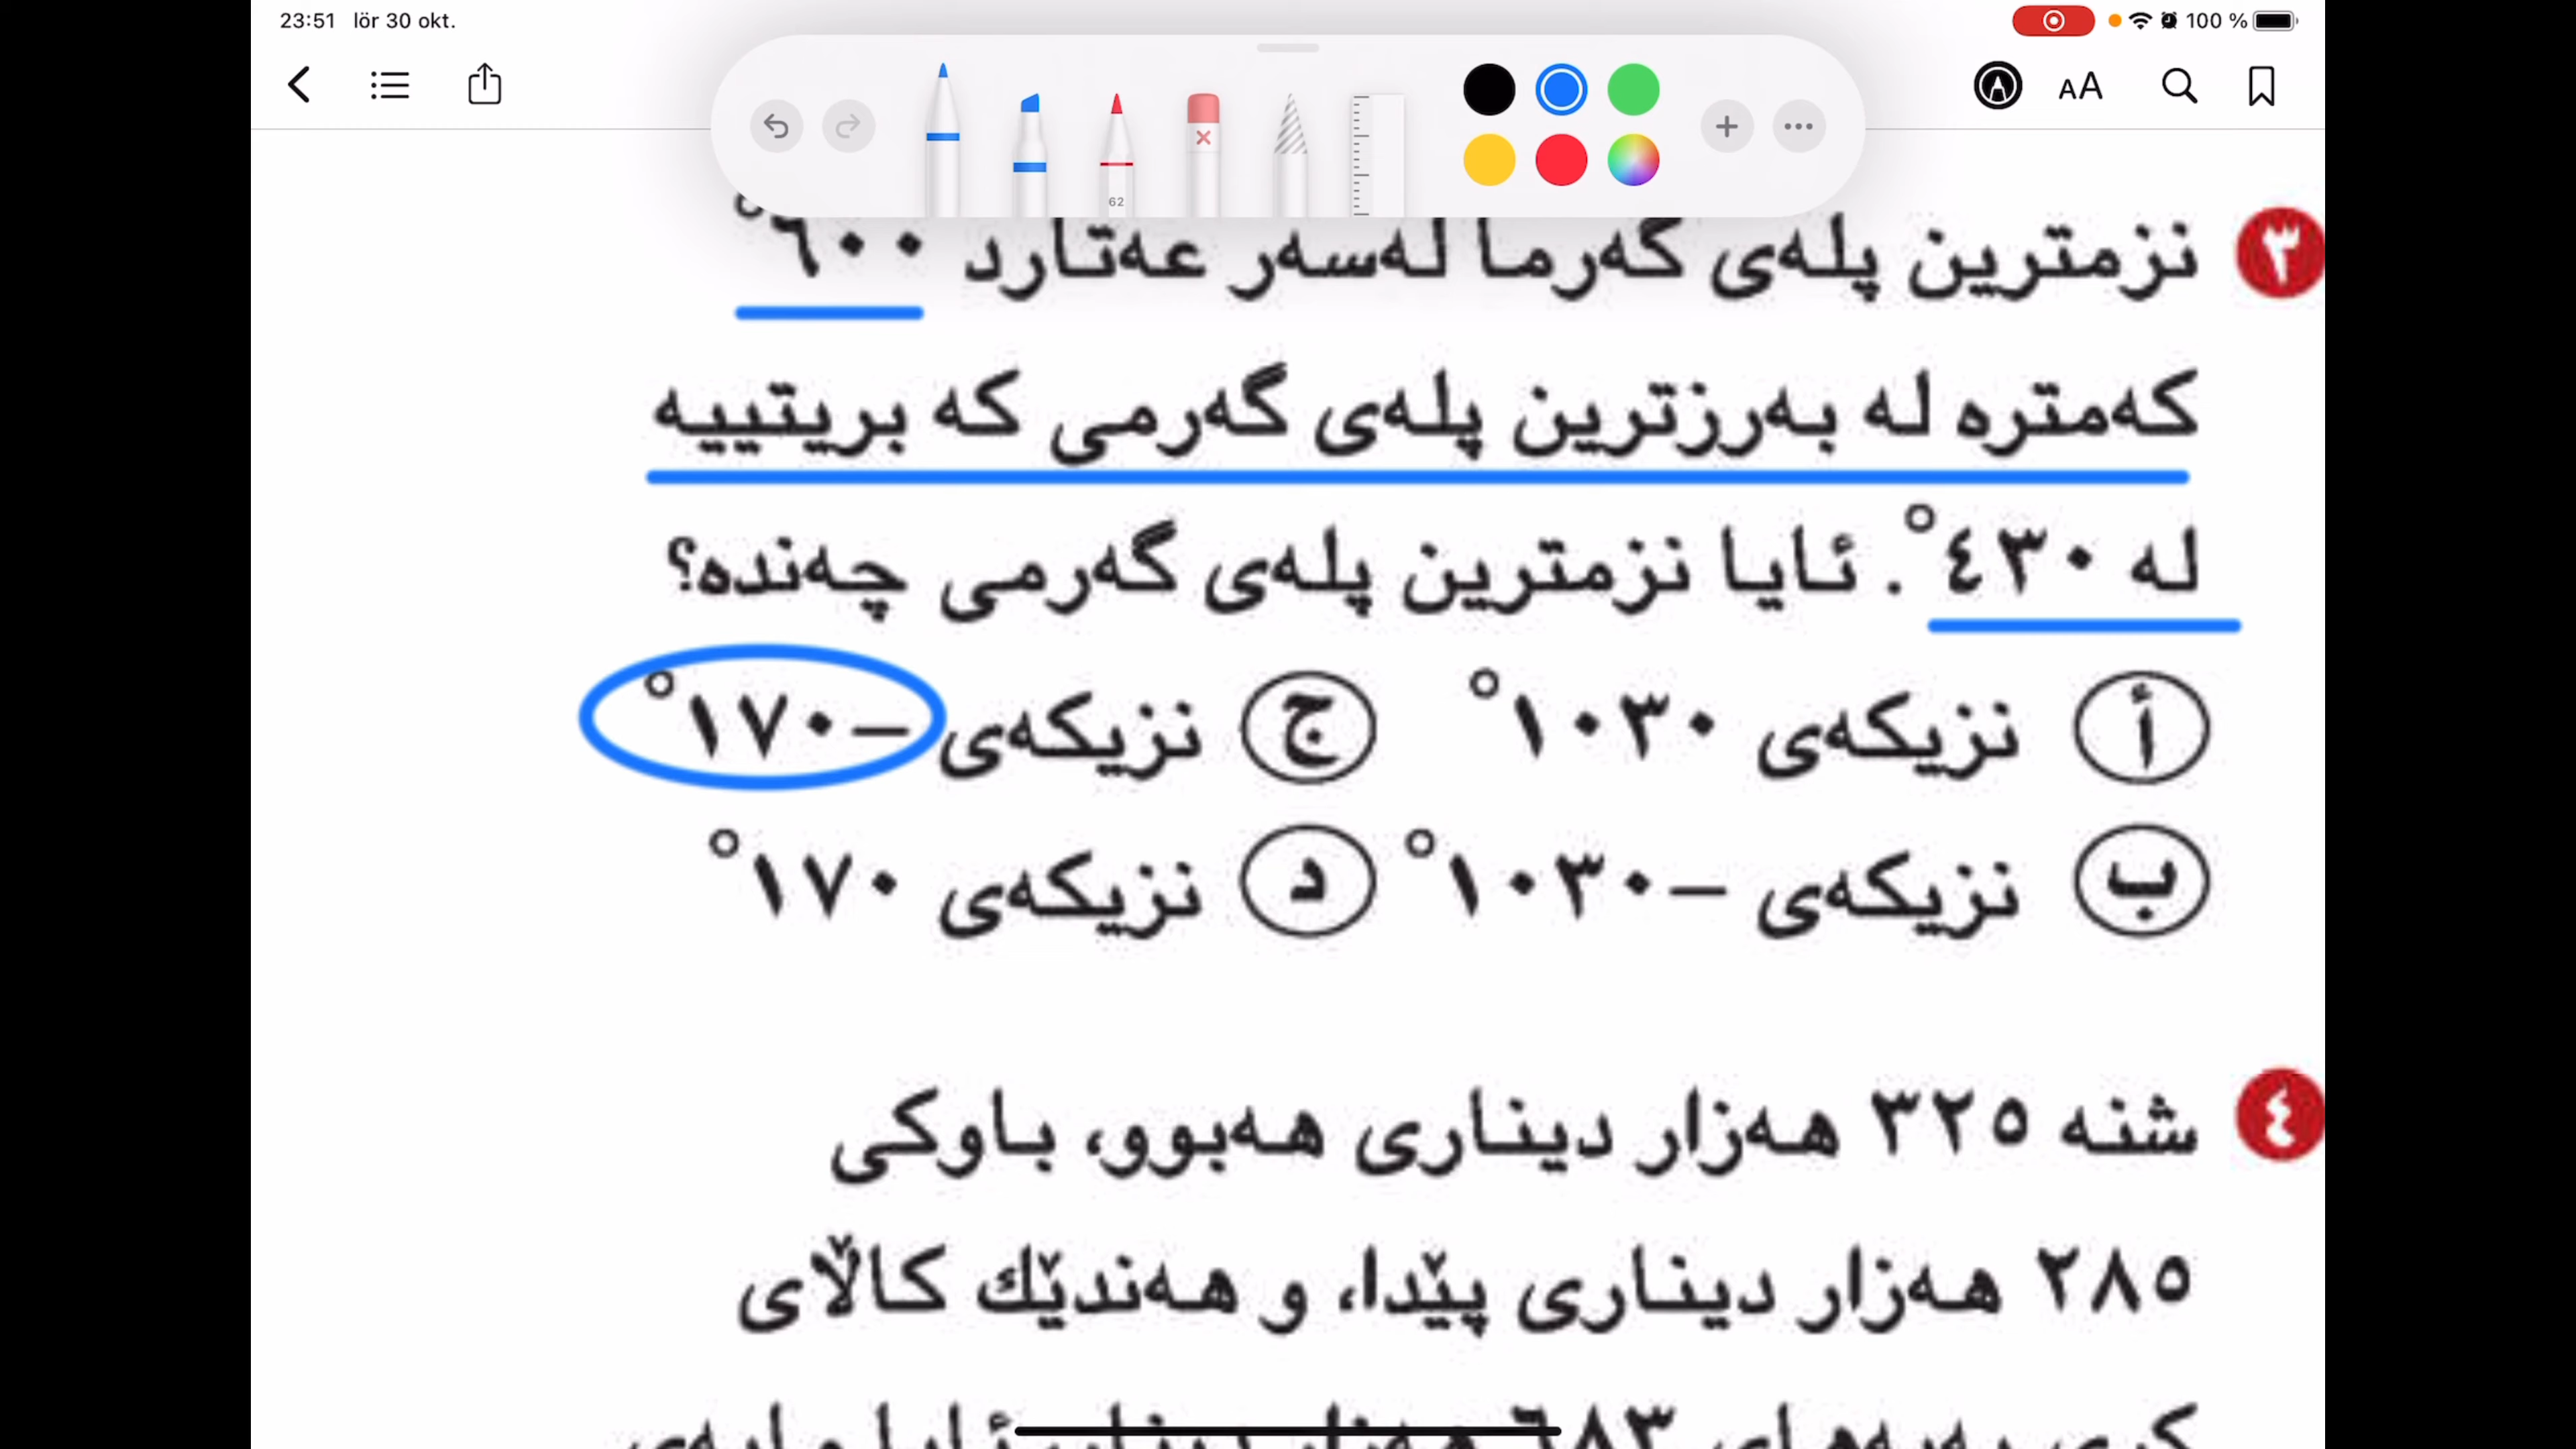 23:51 lör 30 okt.
100 %
AA
62
٣ نزمترین پلەی گەرما لەسەر عەتارد ٦٠٠°
کەمترە لە بەرزترین پلەی گەرمی کە بریتییە
لە ٤٣٠°. ئایا نزمترین پلەی گەرمی چەندە؟
أ نزیکەی ١٠٣٠° ج نزیکەی –١٧٠°
ب نزیکەی –١٠٣٠° د نزیکەی ١٧٠°
٤ شنە ٣٢٥ هەزار دیناری هەبوو، باوکی
٢٨٥ هەزار دیناری پێدا، و هەندێك کاڵای